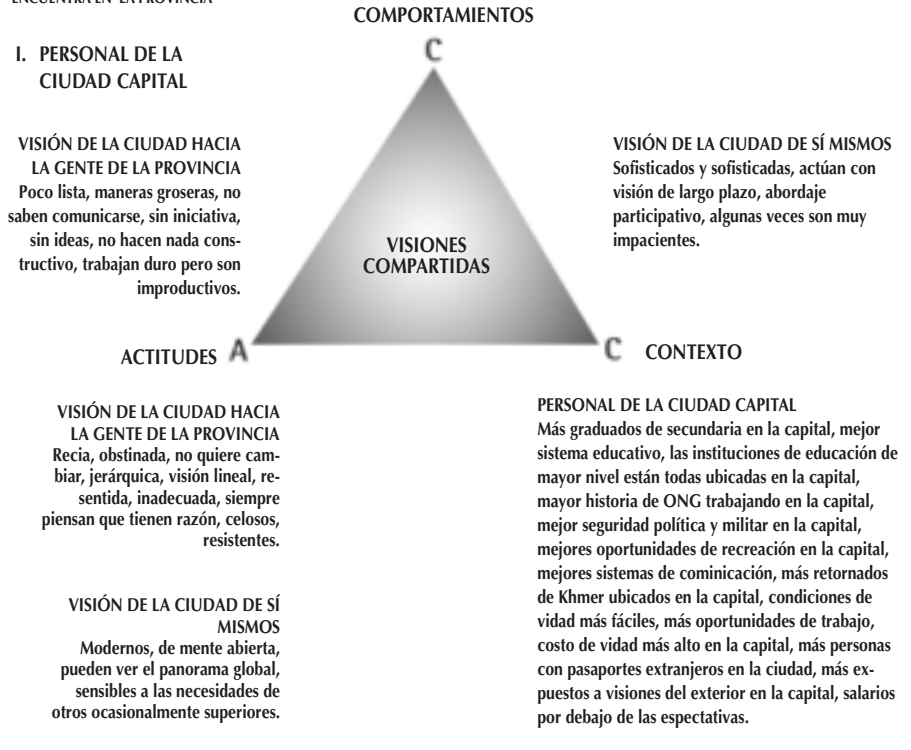 ENCUENTRA EN LA PROVINCIA
COMPORTAMIENTOS
C
I. PERSONAL DE LA
CIUDAD CAPITAL
VISIÓN DE LA CIUDAD HACIA
LA GENTE DE LA PROVINCIA
Poco lista, maneras groseras, no
saben comunicarse, sin iniciativa,
sin ideas, no hacen nada cons-
tructivo, trabajan duro pero son
improductivos.
VISIÓN DE LA CIUDAD DE SÍ MISMOS
Sofisticados y sofisticadas, actúan con
visión de largo plazo, abordaje
participativo, algunas veces son muy
impacientes.
VISIONES
COMPARTIDAS
ACTITUDES A
C CONTEXTO
VISIÓN DE LA CIUDAD HACIA
LA GENTE DE LA PROVINCIA
Recia, obstinada, no quiere cam-
biar, jerárquica, visión lineal, re-
sentida, inadecuada, siempre
piensan que tienen razón, celosos,
resistentes.
VISIÓN DE LA CIUDAD DE SÍ
MISMOS
Modernos, de mente abierta,
pueden ver el panorama global,
sensibles a las necesidades de
otros ocasionalmente superiores.
PERSONAL DE LA CIUDAD CAPITAL
Más graduados de secundaria en la capital, mejor
sistema educativo, las instituciones de educación de
mayor nivel están todas ubicadas en la capital,
mayor historia de ONG trabajando en la capital,
mejor seguridad política y militar en la capital,
mejores oportunidades de recreación en la capital,
mejores sistemas de cominicación, más retornados
de Khmer ubicados en la capital, condiciones de
vidad más fáciles, más oportunidades de trabajo,
costo de vidad más alto en la capital, más personas
con pasaportes extranjeros en la ciudad, más ex-
puestos a visiones del exterior en la capital, salarios
por debajo de las espectativas.